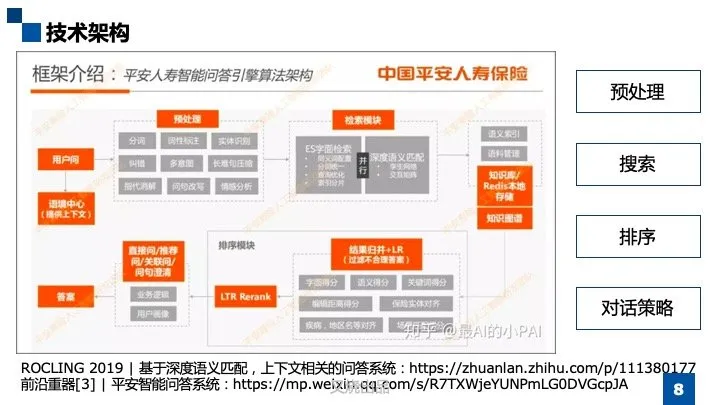 技术架构
框架介绍：平安人寿智能问答引擎算法架构
中国平安人寿保险
预处理
分词
词性标注
实体识别
纠错
多意图
长难句压缩
指代消解
问句改写
情感分析
用户问
语境中心
(提供上下文)
检索模块
ES字面检索
同义词配置
分词统一
查询优化
索引分片
并行
深度语义匹配
孪生网络
交互矩阵
语义索引
语料管理
知识库/
Redis本地
存储
知识图谱
排序模块
结果归并+LR
(过滤不合理答案)
字面得分
语义得分
关键词得分
编辑距离得分
保险实体对齐
疾病、地区名等对齐
LTR Rerank
直接问/推荐
问/关联问/
问句澄清
业务逻辑
用户画像
答案
知乎 @最AI的小PAI
预处理
搜索
排序
对话策略
ROCLING 2019 | 基于深度语义匹配，上下文相关的问答系统：https://zhuanlan.zhihu.com/p/111380177
前沿重器[3] | 平安智能问答系统：https://mp.weixin.qq.com/s/R7TXWjeYUNPmLG0DVGcpJA
8